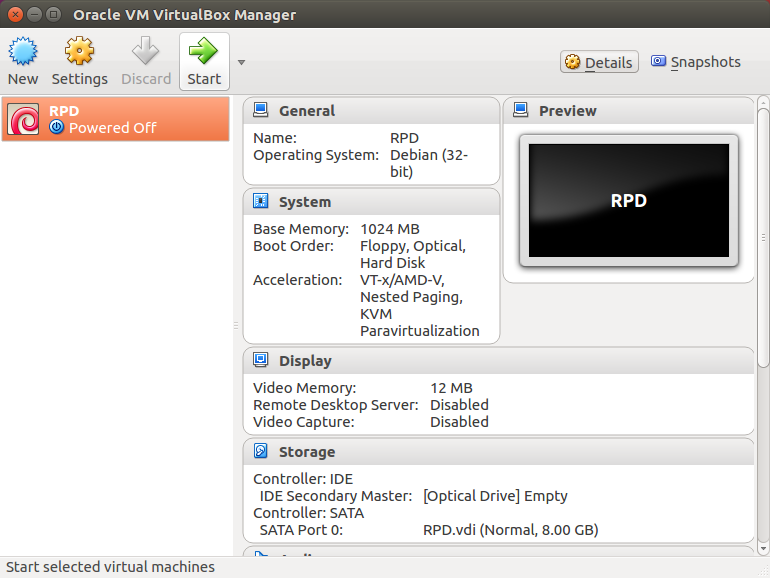 Oracle VM VirtualBox Manager
New Settings Discard Start
Details Snapshots
RPD
Powered Off
General
Name: RPD
Operating System: Debian (32-
bit)
System
Base Memory: 1024 MB
Boot Order: Floppy, Optical,
Hard Disk
Acceleration: VT-x/AMD-V,
Nested Paging,
KVM
Paravirtualization
Preview
RPD
Display
Video Memory: 12 MB
Remote Desktop Server: Disabled
Video Capture: Disabled
Storage
Controller: IDE
IDE Secondary Master: [Optical Drive] Empty
Controller: SATA
SATA Port 0: RPD.vdi (Normal, 8.00 GB)
Start selected virtual machines